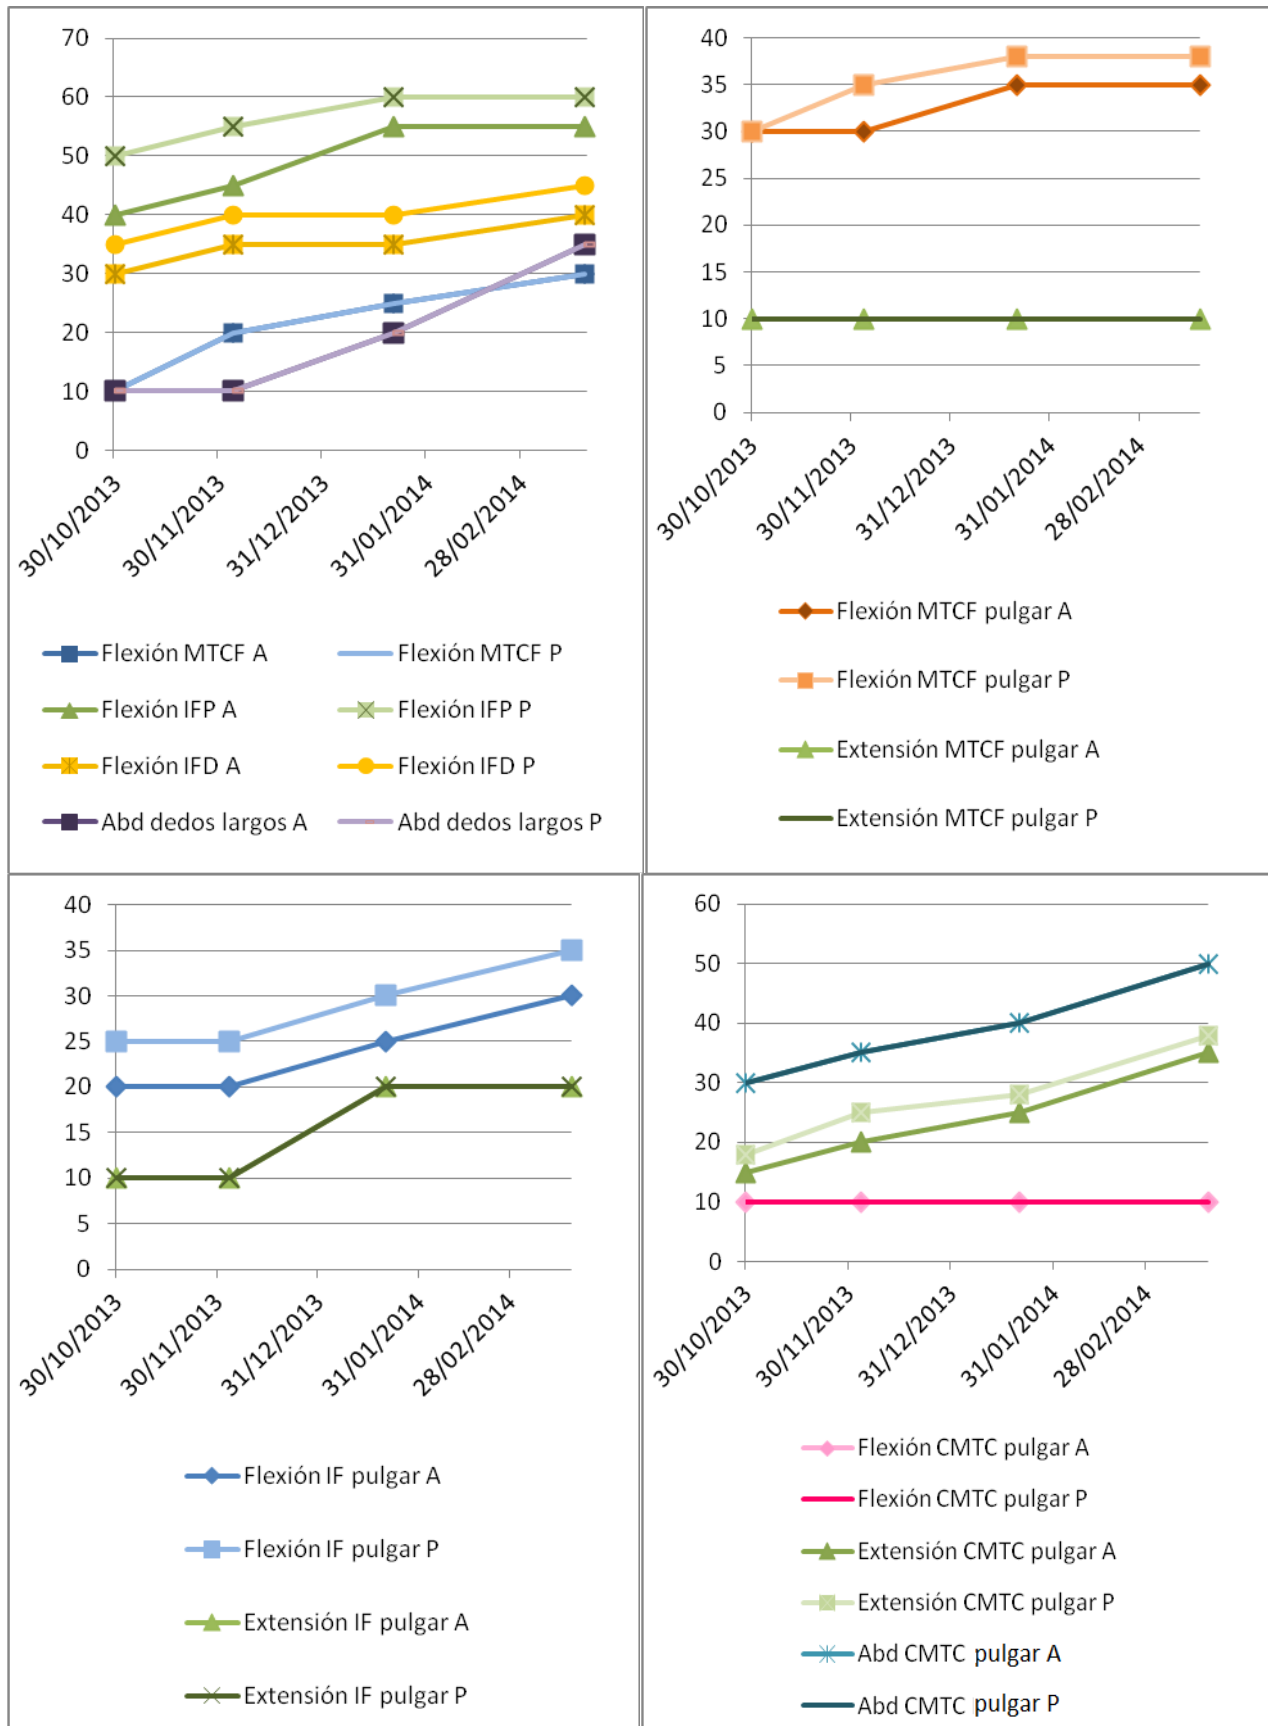 70
60
50
40
30
20
10
0
30/10/2013
30/11/2013
31/12/2013
31/01/2014
28/02/2014
Flexión MTCF A
Flexión MTCF P
Flexión IFP A
Flexión IFP P
Flexión IFD A
Flexión IFD P
Abd dedos largos A
Abd dedos largos P
40
35
30
25
20
15
10
5
0
30/10/2013
30/11/2013
31/12/2013
31/01/2014
28/02/2014
Flexión MTCF pulgar A
Flexión MTCF pulgar P
Extensión MTCF pulgar A
Extensión MTCF pulgar P
40
35
30
25
20
15
10
5
0
30/10/2013
30/11/2013
31/12/2013
31/01/2014
28/02/2014
Flexión IF pulgar A
Flexión IF pulgar P
Extensión IF pulgar A
Extensión IF pulgar P
60
50
40
30
20
10
0
30/10/2013
30/11/2013
31/12/2013
31/01/2014
28/02/2014
Flexión CMTC pulgar A
Flexión CMTC pulgar P
Extensión CMTC pulgar A
Extensión CMTC pulgar P
Abd CMTC pulgar A
Abd CMTC pulgar P